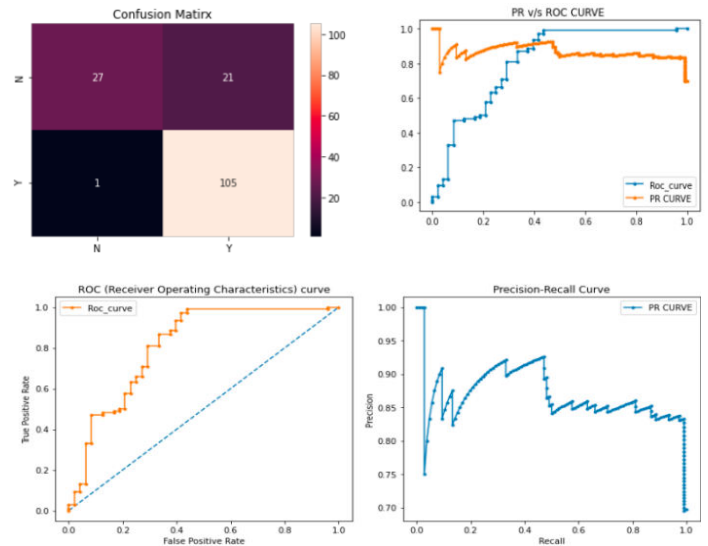 Confusion Matirx
N
27
21
Y
1
105
N
Y
100
80
60
40
20
PR v/s ROC CURVE
1.0
0.8
0.6
0.4
0.2
0.0
Roc_curve
PR CURVE
0.0 0.2 0.4 0.6 0.8 1.0
ROC (Receiver Operating Characteristics) curve
Roc_curve
True Positive Rate
1.0
0.8
0.6
0.4
0.2
0.0
0.0 0.2 0.4 0.6 0.8 1.0
False Positive Rate
Precision-Recall Curve
PR CURVE
Precision
1.00
0.95
0.90
0.85
0.80
0.75
0.70
0.0 0.2 0.4 0.6 0.8 1.0
Recall